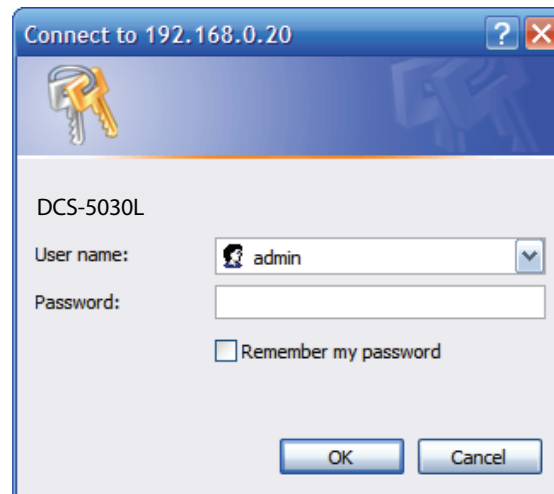 Connect to 192.168.0.20
DCS-5030L
User name:
admin
Password:
Remember my password
OK
Cancel